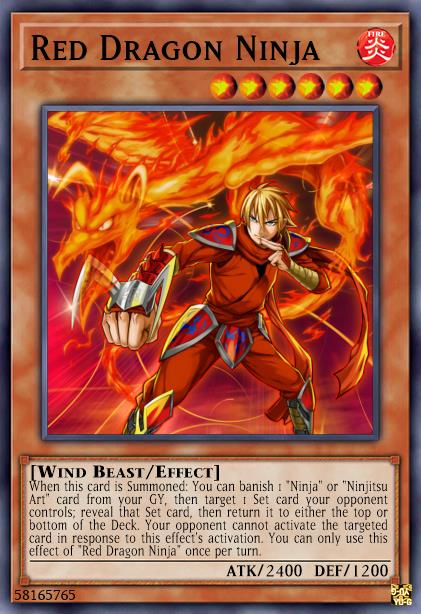 RED DRAGON NINJA
FIRE
炎
[WIND BEAST/EFFECT]
When this card is Summoned: You can banish 1 "Ninja" or "Ninjitsu
Art" card from your GY, then target 1 Set card your opponent
controls; reveal that Set card, then return it to either the top or
bottom of the Deck. Your opponent cannot activate the targeted
card in response to this effect's activation. You can only use this
effect of "Red Dragon Ninja" once per turn.
ATK/2400 DEF/1200
58165765